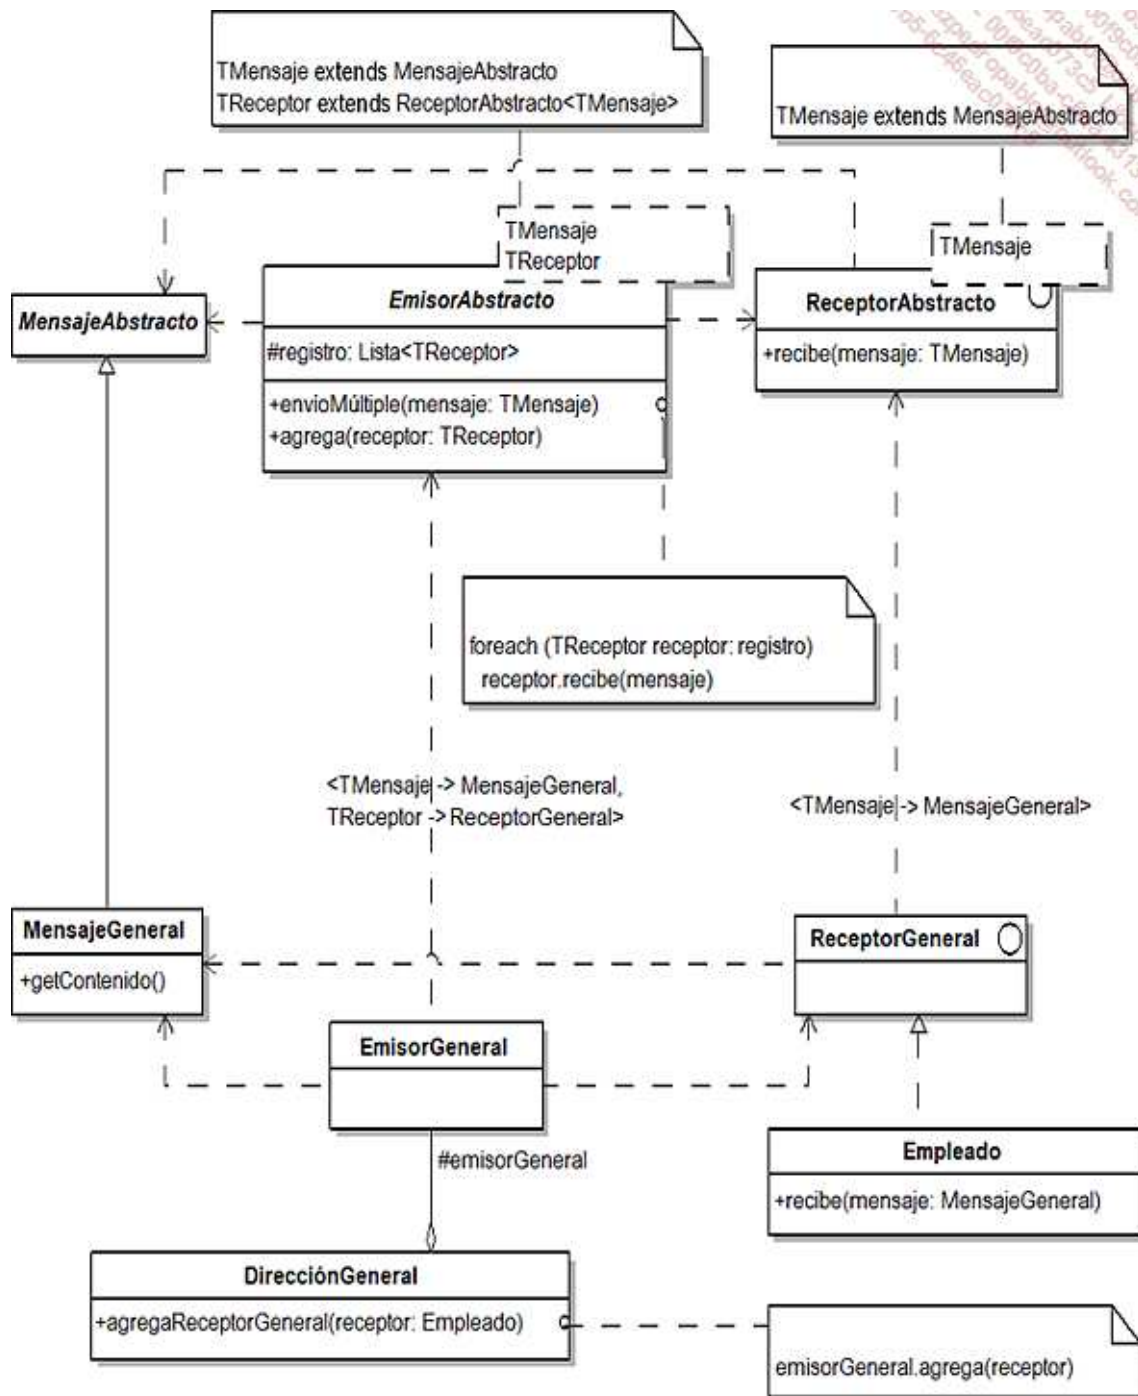 TMensaje extends MensajeAbstracto
TReceptor extends ReceptorAbstracto<TMensaje>
TMensaje extends MensajeAbstracto
TMensaje
TReceptor
TMensaje
MensajeAbstracto
EmisorAbstracto
#registro: Lista<TReceptor>
+envioMúltiple(mensaje: TMensaje)
+agrega(receptor: TReceptor)
ReceptorAbstracto
+recibe(mensaje: TMensaje)
foreach (TReceptor receptor: registro)
receptor.recibe(mensaje)
<TMensaje -> MensajeGeneral,
TReceptor -> ReceptorGeneral>
<TMensaje -> MensajeGeneral>
MensajeGeneral
+getContenido()
ReceptorGeneral
EmisorGeneral
#emisorGeneral
Empleado
+recibe(mensaje: MensajeGeneral)
DirecciónGeneral
+agregaReceptorGeneral(receptor: Empleado)
emisorGeneral.agrega(receptor)